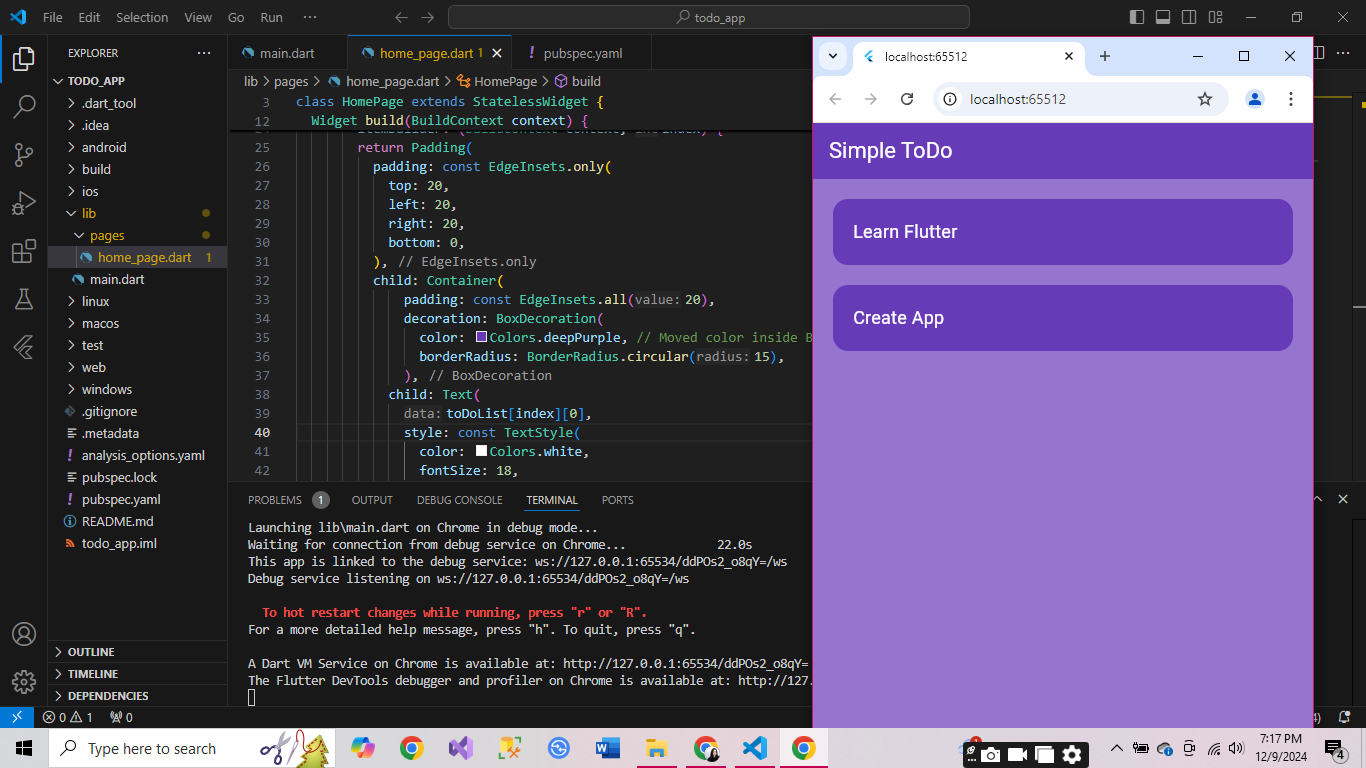 File Edit Selection View Go Run ··· todo_app
EXPLORER ···
TODO_APP
.dart_tool
.idea
android
build
ios
lib
pages
home_page.dart 1
main.dart
linux
macos
test
web
windows
.gitignore
.metadata
analysis_options.yaml
pubspec.lock
pubspec.yaml
README.md
todo_app.iml
OUTLINE
TIMELINE
DEPENDENCIES
main.dart home_page.dart 1 pubspec.yaml
lib > pages > home_page.dart > HomePage > build
3 class HomePage extends StatelessWidget {
12 Widget build(BuildContext context) {
25 return Padding(
26 padding: const EdgeInsets.only(
27 top: 20,
28 left: 20,
29 right: 20,
30 bottom: 0,
31 ), // EdgeInsets.only
32 child: Container(
33 padding: const EdgeInsets.all(value: 20),
34 decoration: BoxDecoration(
35 color: Colors.deepPurple, // Moved color inside B
36 borderRadius: BorderRadius.circular(radius: 15),
37 ), // BoxDecoration
38 child: Text(
39 data: toDoList[index][0],
40 style: const TextStyle(
41 color: Colors.white,
42 fontSize: 18,
PROBLEMS 1 OUTPUT DEBUG CONSOLE TERMINAL PORTS
Launching lib\main.dart on Chrome in debug mode...
Waiting for connection from debug service on Chrome... 22.0s
This app is linked to the debug service: ws://127.0.0.1:65534/ddPOs2_o8qY=/ws
Debug service listening on ws://127.0.0.1:65534/ddPOs2_o8qY=/ws
To hot restart changes while running, press "r" or "R".
For a more detailed help message, press "h". To quit, press "q".
A Dart VM Service on Chrome is available at: http://127.0.0.1:65534/ddPOs2_o8qY=
The Flutter DevTools debugger and profiler on Chrome is available at: http://127.
0 1 0
localhost:65512
localhost:65512
Simple ToDo
Learn Flutter
Create App
Type here to search
7:17 PM
12/9/2024
4